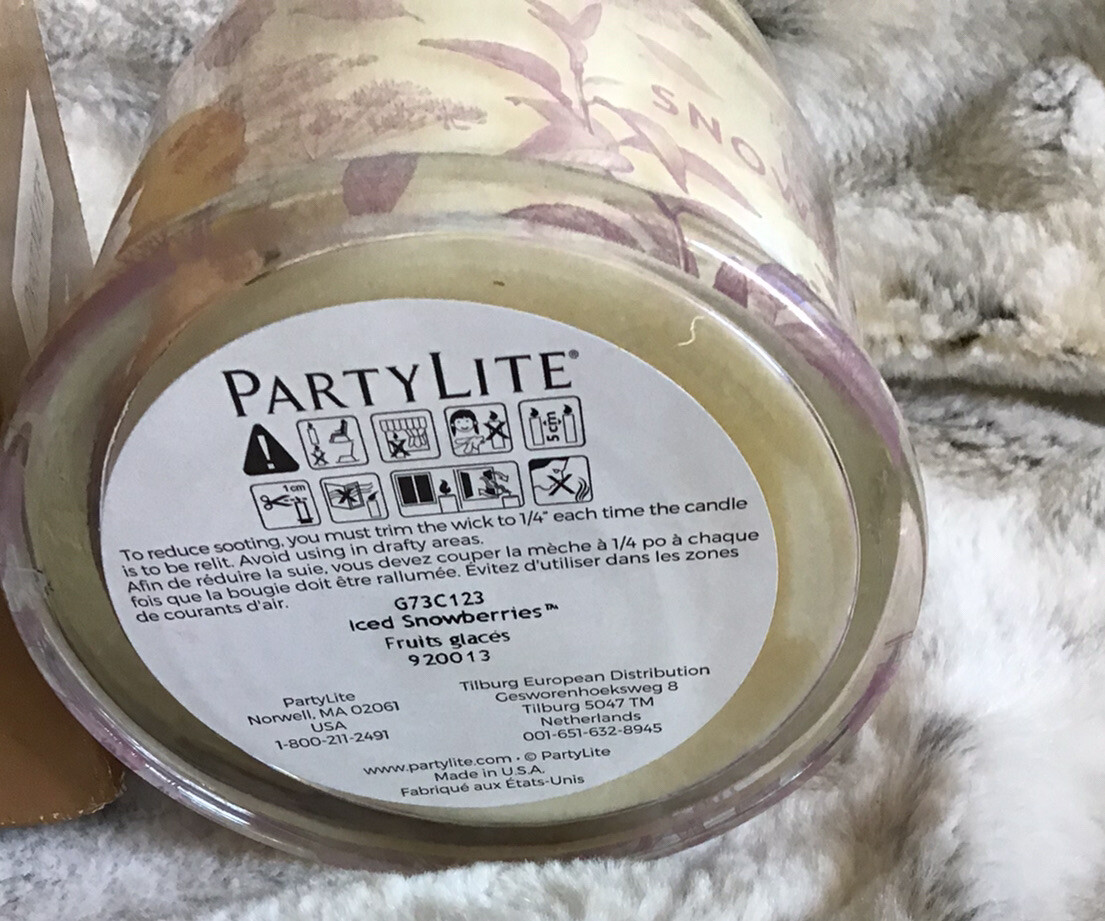 SNOW
PARTYLITE®
5 cm
1cm
To reduce sooting, you must trim the wick to 1/4" each time the candle
is to be relit. Avoid using in drafty areas.
Afin de réduire la suie, vous devez couper la mèche à 1/4 po à chaque
fois que la bougie doit être rallumée. Évitez d'utiliser dans les zones
de courants d'air.
G73C123
Iced Snowberries™
Fruits glacés
920013
PartyLite
Norwell, MA 02061
USA
1-800-211-2491
Tilburg European Distribution
Gesworenhoeksweg 8
Tilburg 5047 TM
Netherlands
001-651-632-8945
www.partylite.com · © PartyLite
Made in U.S.A.
Fabriqué aux États-Unis